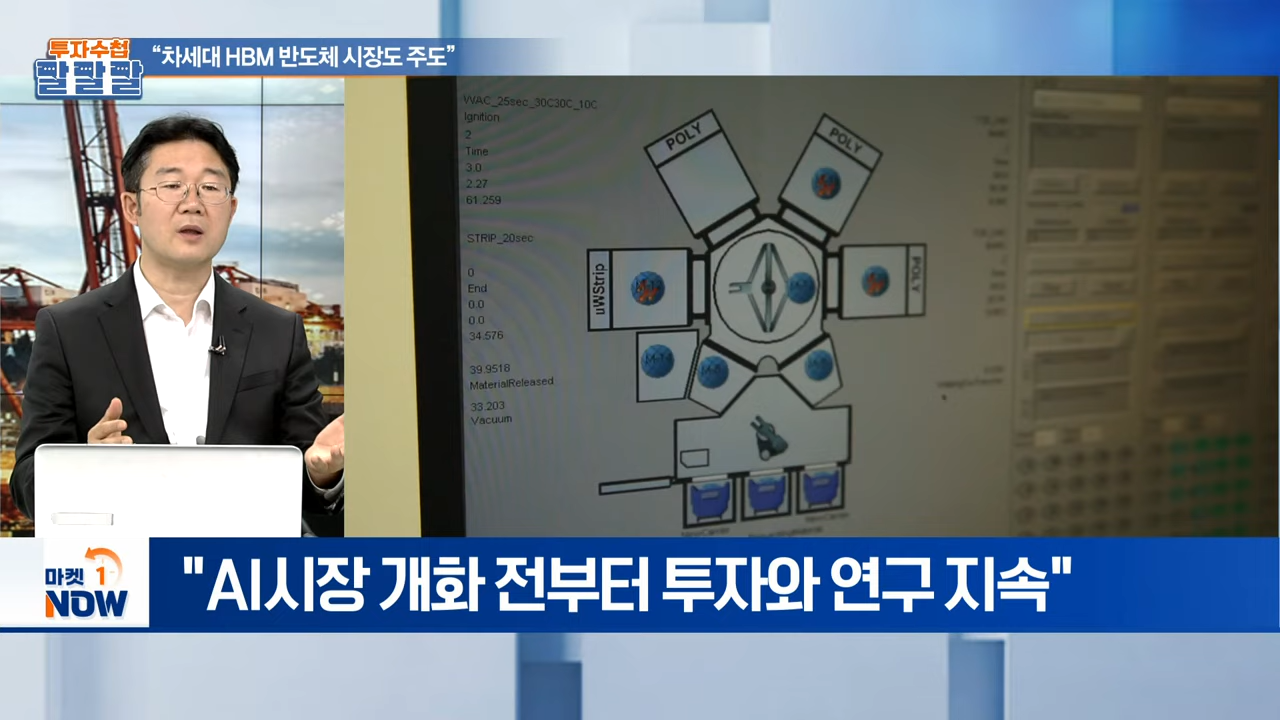 투자수첩
팔팔팔
“차세대 HBM 반도체 시장도 주도”
WAC_25sec_30C30C_10C
Ignition
2
Time
3.0
2.27
61.259
STRIP_20sec
0
End
0.0
0.0
34.576
39.9518
MaterialReleased
33.203
Vacuum
POLY
POLY
uWStrip
POLY
마켓 1
NOW
"AI시장 개화 전부터 투자와 연구 지속"